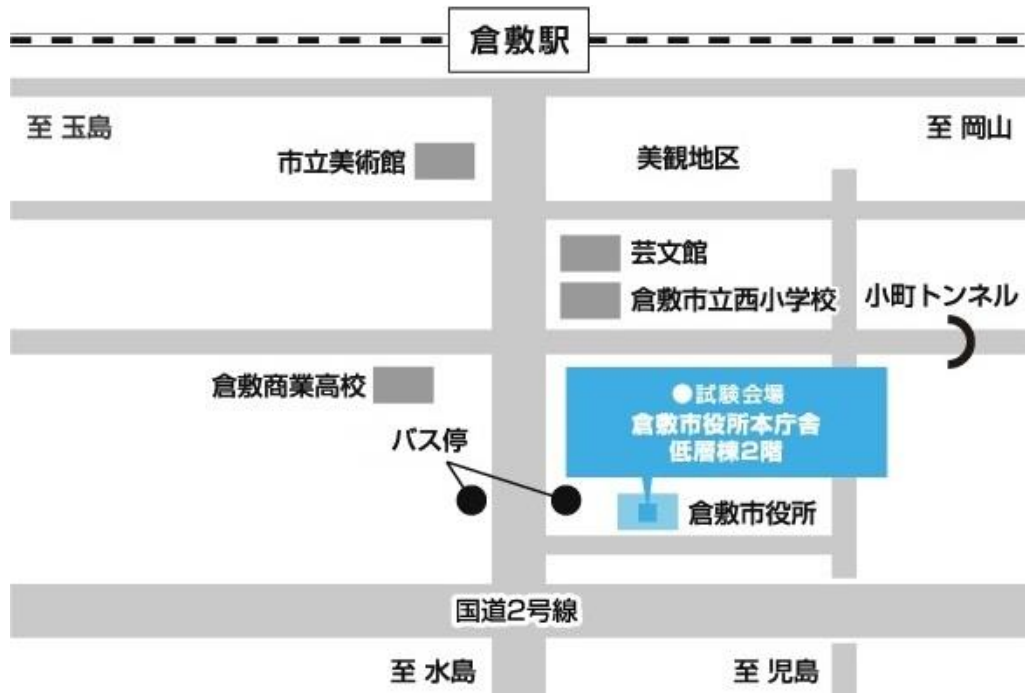 倉敷駅
至 玉島
至 岡山
市立美術館
美観地区
芸文館
倉敷市立西小学校
小町トンネル
倉敷商業高校
●試験会場
倉敷市役所本庁舎
低層棟2階
バス停
倉敷市役所
国道2号線
至 水島
至 児島